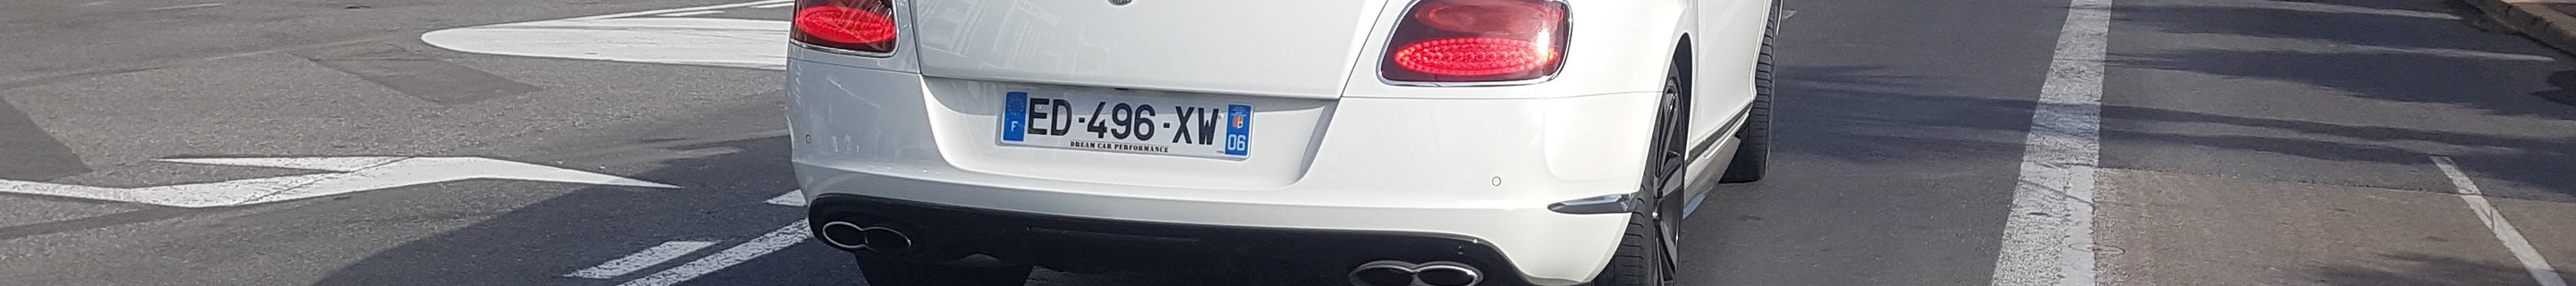 F ED-496-XW 06
DREAM CAR PERFORMANCE